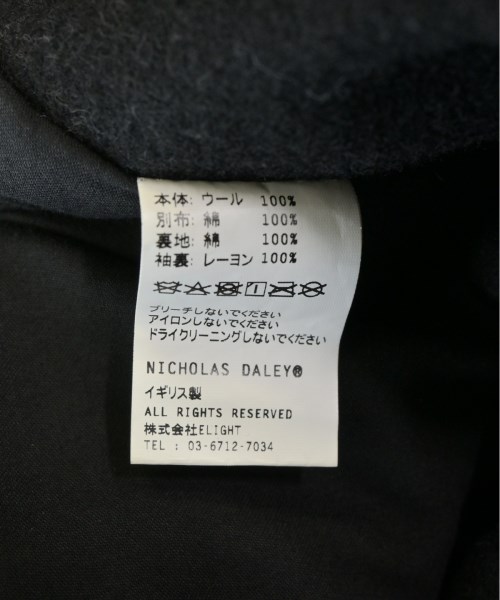 本体: ウール 100%
別布: 綿 100%
裏地: 綿 100%
袖裏: レーヨン 100%
ブリーチしないでください
アイロンしないでください
ドライクリーニングしないでください
NICHOLAS DALEY®
イギリス製
ALL RIGHTS RESERVED
株式会社ELIGHT
TEL : 03-6712-7034